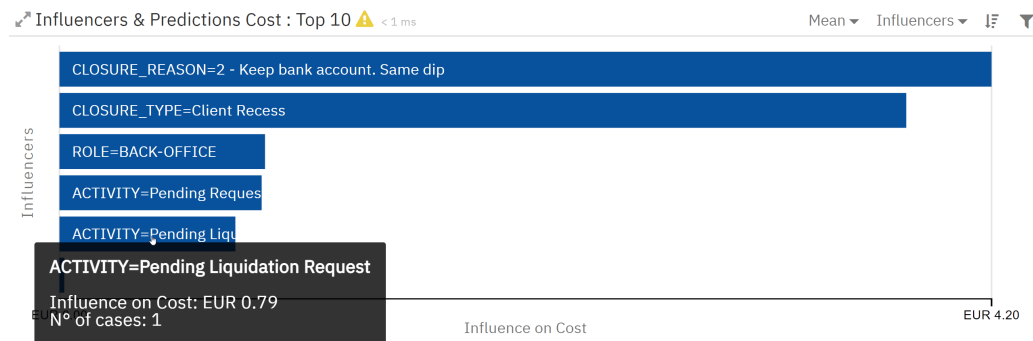 Influencers & Predictions Cost : Top 10 < 1 ms Mean Influencers
CLOSURE_REASON=2 - Keep bank account. Same dip
CLOSURE_TYPE=Client Recess
ROLE=BACK-OFFICE
ACTIVITY=Pending Reques
ACTIVITY=Pending Liqu
Influencers
ACTIVITY=Pending Liquidation Request
Influence on Cost: EUR 0.79
N° of cases: 1
EUR 4.20
Influence on Cost